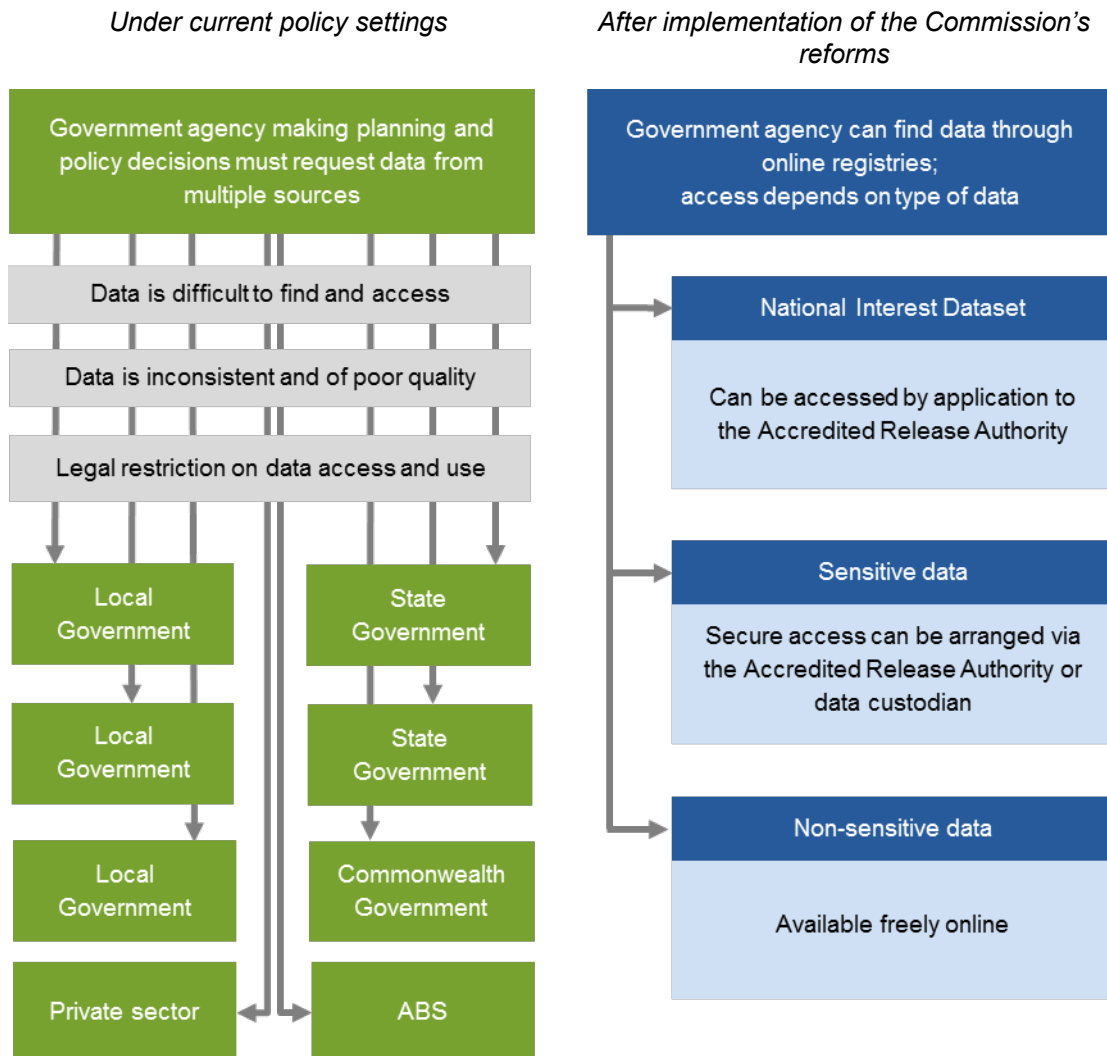 Under current policy settings
Government agency making planning and
policy decisions must request data from
multiple sources
Data is difficult to find and access
Data is inconsistent and of poor quality
Legal restriction on data access and use
Local
Government
State
Government
Local
Government
State
Government
Local
Government
Commonwealth
Government
Private sector
ABS
After implementation of the Commission's
reforms
Government agency can find data through
online registries;
access depends on type of data
National Interest Dataset
Can be accessed by application to
the Accredited Release Authority
Sensitive data
Secure access can be arranged via
the Accredited Release Authority or
data custodian
Non-sensitive data
Available freely online